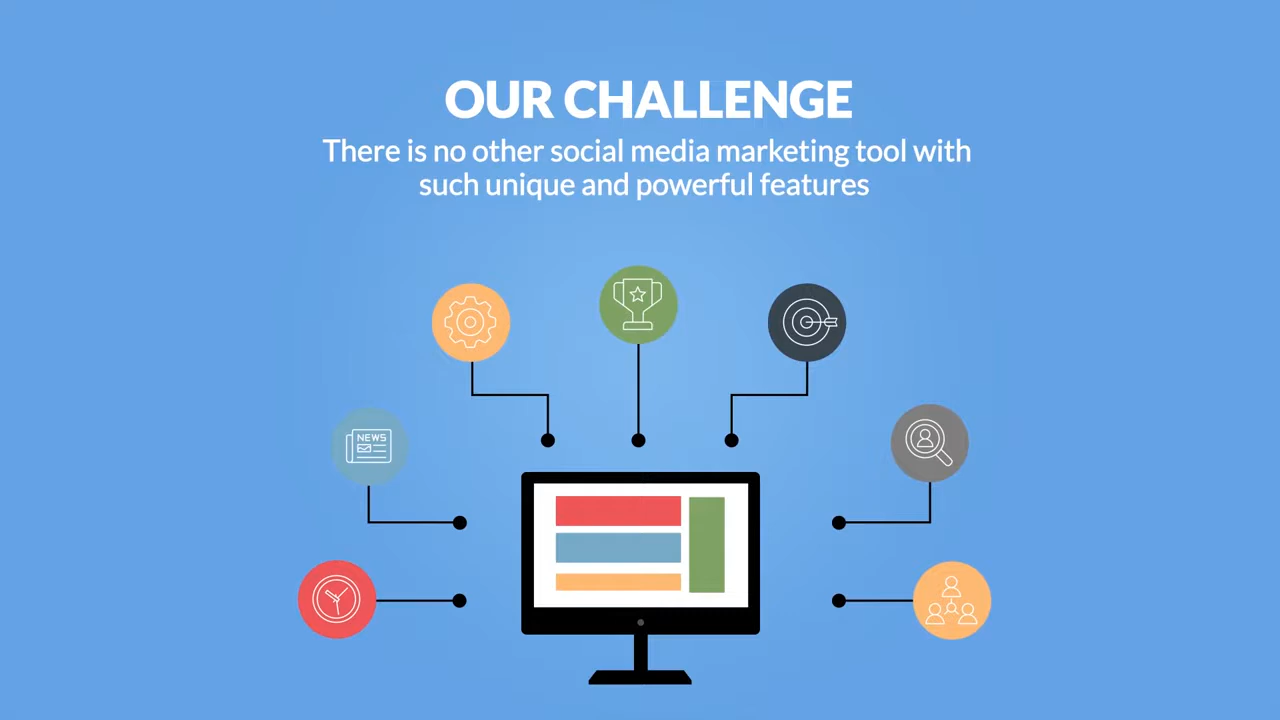 OUR CHALLENGE
There is no other social media marketing tool with
such unique and powerful features
NEWS